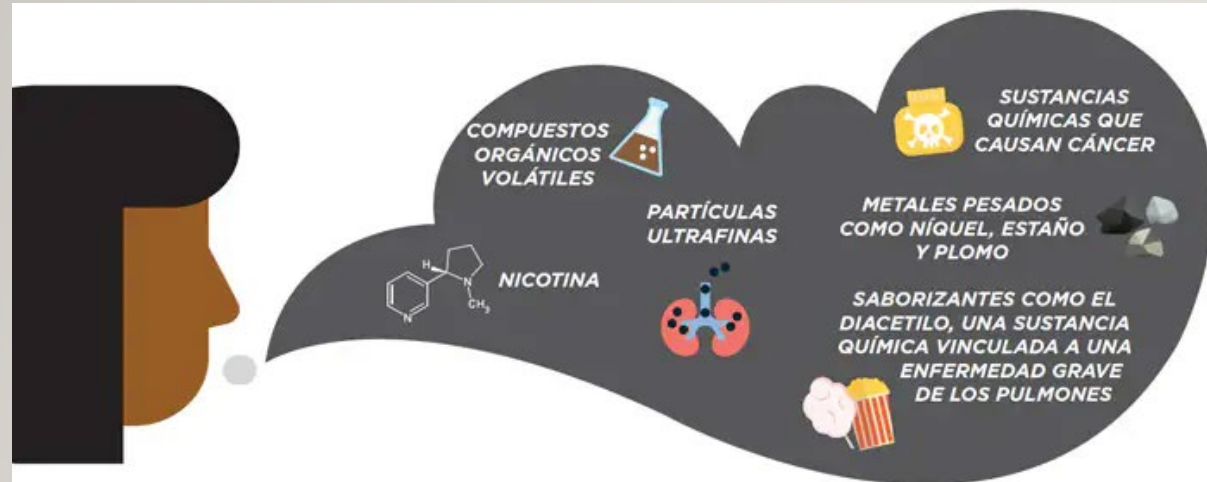 COMPUESTOS
ORGÁNICOS
VOLÁTILES
NICOTINA
H
N
CH₃
N
PARTÍCULAS
ULTRAFINAS
SUSTANCIAS
QUÍMICAS QUE
CAUSAN CÁNCER
METALES PESADOS
COMO NÍQUEL, ESTAÑO
Y PLOMO
SABORIZANTES COMO EL
DIACETILO, UNA SUSTANCIA
QUÍMICA VINCULADA A UNA
ENFERMEDAD GRAVE
DE LOS PULMONES